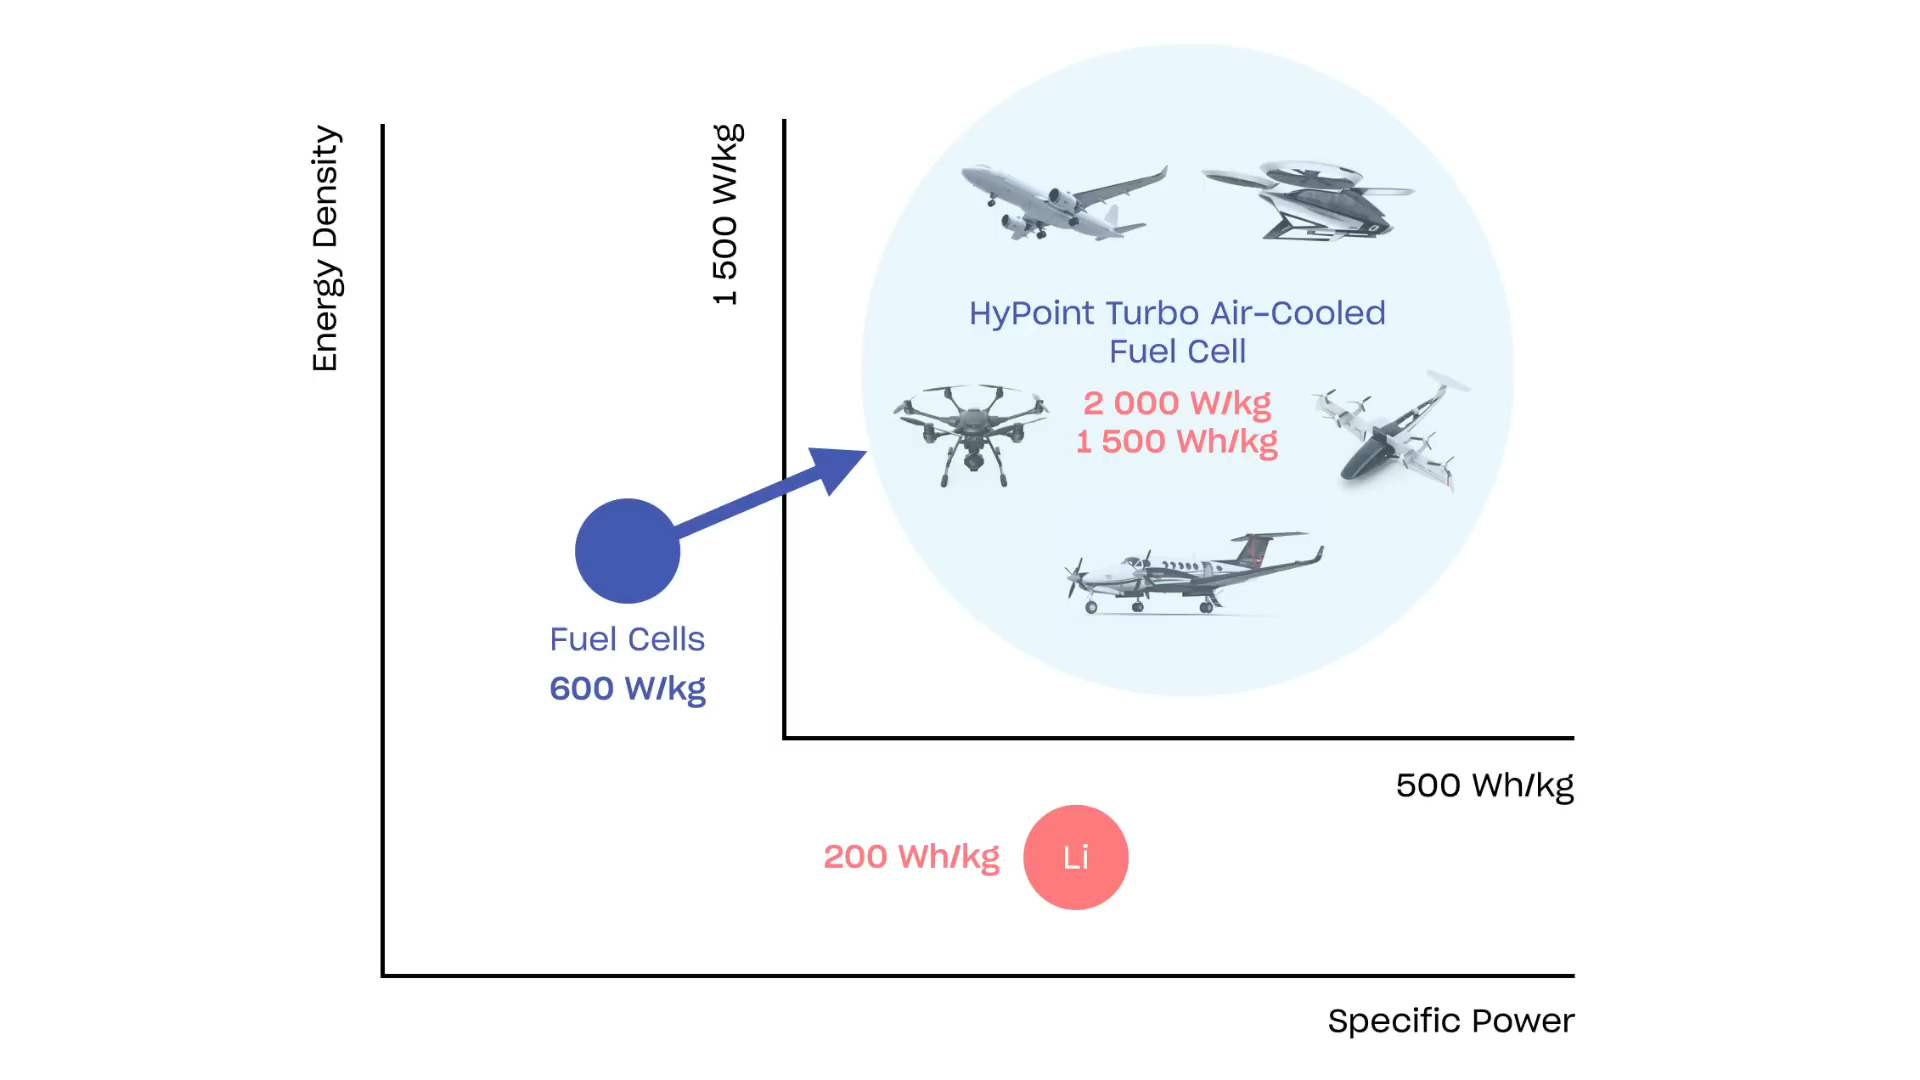 Energy Density
1 500 W/kg
HyPoint Turbo Air-Cooled
Fuel Cell
2 000 W/kg
1 500 Wh/kg
Fuel Cells
600 W/kg
500 Wh/kg
200 Wh/kg
Li
Specific Power